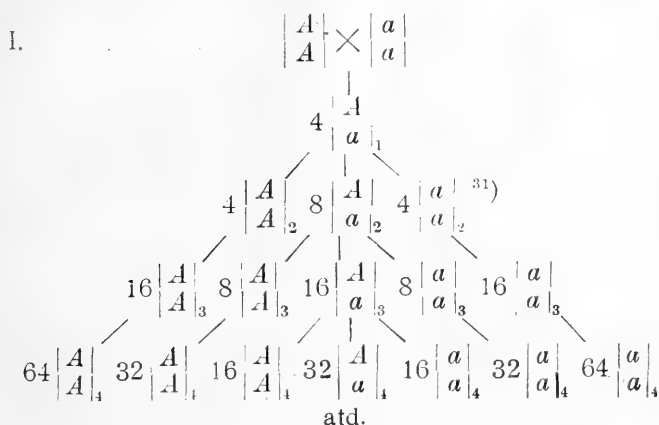 I. | A | × | a |
| A | | a |
4 | A |
| a |₁
4 | A | 8 | A | 4 | a | ³¹)
| A |₂ | a |₂ | a |₂
16 | A | 8 | A | 16 | A | 8 | a | 16 | a |
| A |₃ | A |₃ | a |₃ | a |₃ | a |₃
64 | A | 32 | A | 16 | A | 32 | A | 16 | a | 32 | a | 64 | a |
| A |₄ | A |₄ | A |₄ | a |₄ | a |₄ | a |₄ | a |₄
atd.